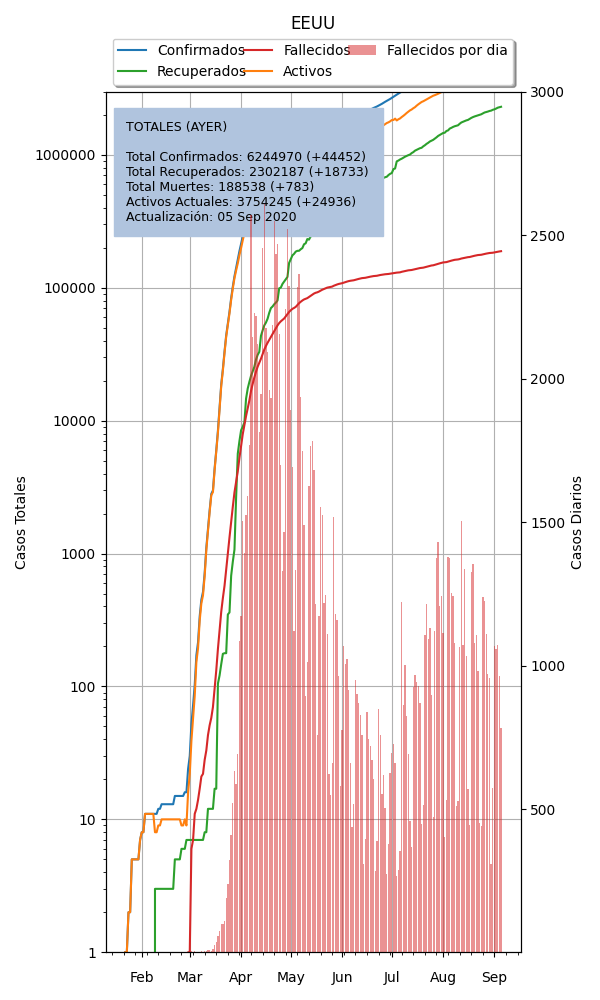 EEUU
Confirmados Fallecidos Fallecidos por dia
Recuperados Activos
TOTALES (AYER)
Total Confirmados: 6244970 (+44452)
Total Recuperados: 2302187 (+18733)
Total Muertes: 188538 (+783)
Activos Actuales: 3754245 (+24936)
Actualización: 05 Sep 2020
Casos Totales
1000000
100000
10000
1000
100
10
1
3000
2500
2000
1500
1000
500
Casos Diarios
Feb Mar Apr May Jun Jul Aug Sep